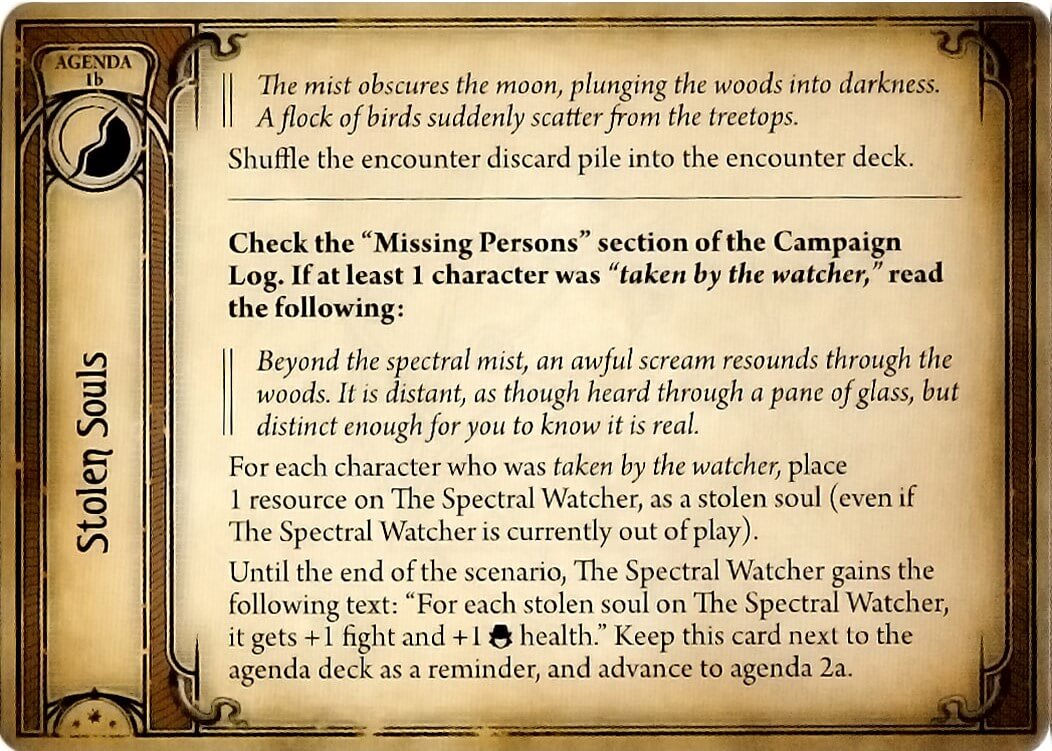 AGENDA
1b
Stolen Souls
The mist obscures the moon, plunging the woods into darkness.
A flock of birds suddenly scatter from the treetops.
Shuffle the encounter discard pile into the encounter deck.
Check the “Missing Persons” section of the Campaign
Log. If at least 1 character was “taken by the watcher,” read
the following:
Beyond the spectral mist, an awful scream resounds through the
woods. It is distant, as though heard through a pane of glass, but
distinct enough for you to know it is real.
For each character who was taken by the watcher, place
1 resource on The Spectral Watcher, as a stolen soul (even if
The Spectral Watcher is currently out of play).
Until the end of the scenario, The Spectral Watcher gains the
following text: “For each stolen soul on The Spectral Watcher,
it gets +1 fight and +1 health.” Keep this card next to the
agenda deck as a reminder, and advance to agenda 2a.